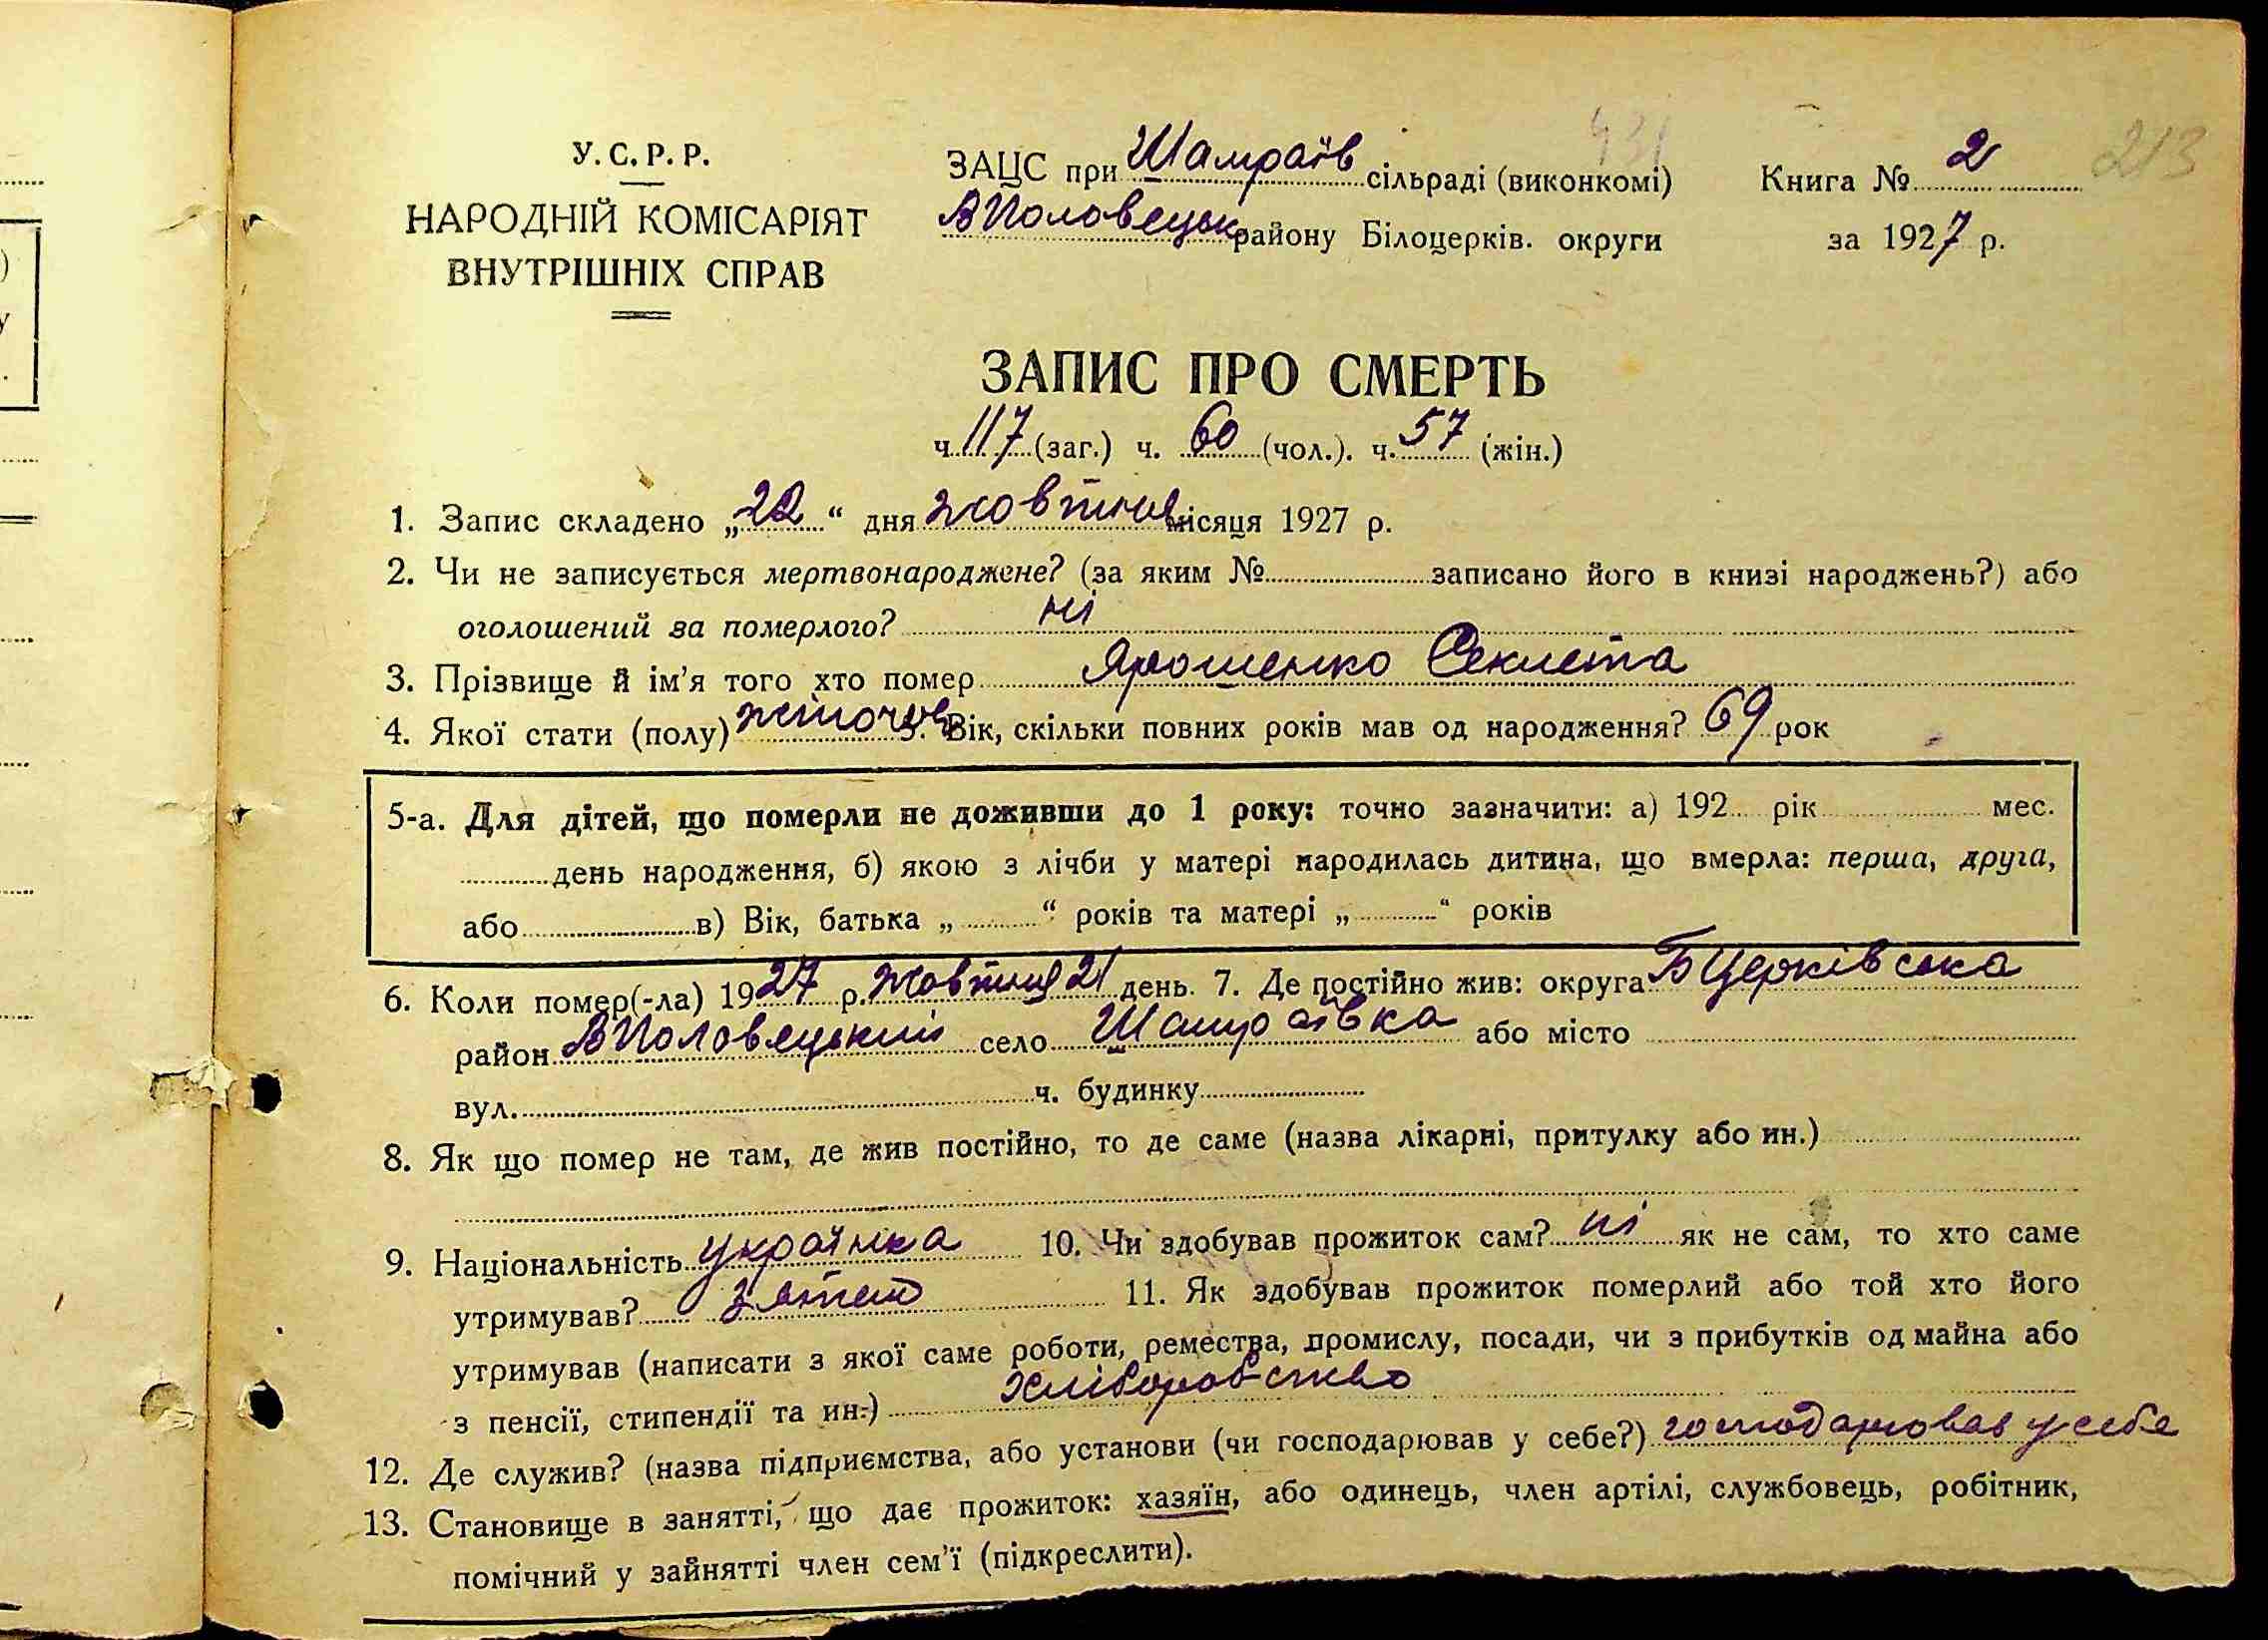 431
213
У. С. Р. Р.
НАРОДНІЙ КОМІСАРІЯТ
ВНУТРІШНІХ СПРАВ
ЗАЦС при Шамраїв сільраді (виконкомі)
ВПоловецьк району Білоцерків. округи
Книга № 2
за 1927 р.
ЗАПИС ПРО СМЕРТЬ
ч. 117 (заг.) ч. 60 (чол.). ч. 57 (жін.)
1. Запис складено „22“ дня жовтня місяця 1927 р.
2. Чи не записується мертвонароджене? (за яким № записано його в книзі народжень?) або
оголошений за померлого? ні
3. Прізвище й ім'я того хто помер Ярошенко Секлета
4. Якої стати (полу) жіночої 5. Вік, скільки повних років мав од народження? 69 рок
5-а. Для дітей, що померли не доживши до 1 року: точно зазначити: а) 192 рік мес.
день народження, б) якою з лічби у матері народилась дитина, що вмерла: перша, друга,
або в) Вік, батька „ “ років та матері „ “ років
6. Коли помер(-ла) 1927 р. жовтня 21 день. 7. Де постійно жив: округа БЦерківська
район ВПоловецький село Шамраївка або місто
вул. ч. будинку
8. Як що помер не там, де жив постійно, то де саме (назва лікарні, притулку або ин.)
9. Національність українка 10. Чи здобував прожиток сам? ні як не сам, то хто саме
утримував? зятем 11. Як здобував прожиток померлий або той хто його
утримував (написати з якої саме роботи, ремества, промислу, посади, чи з прибутків од майна або
з пенсії, стипендії та ин.) хліборобство
12. Де служив? (назва підприємства, або установи (чи господарював у себе?) господарював у себе
13. Становище в занятті, що дає прожиток: хазяїн, або одинець, член артілі, службовець, робітник,
помічний у зайнятті член сем'ї (підкреслити).